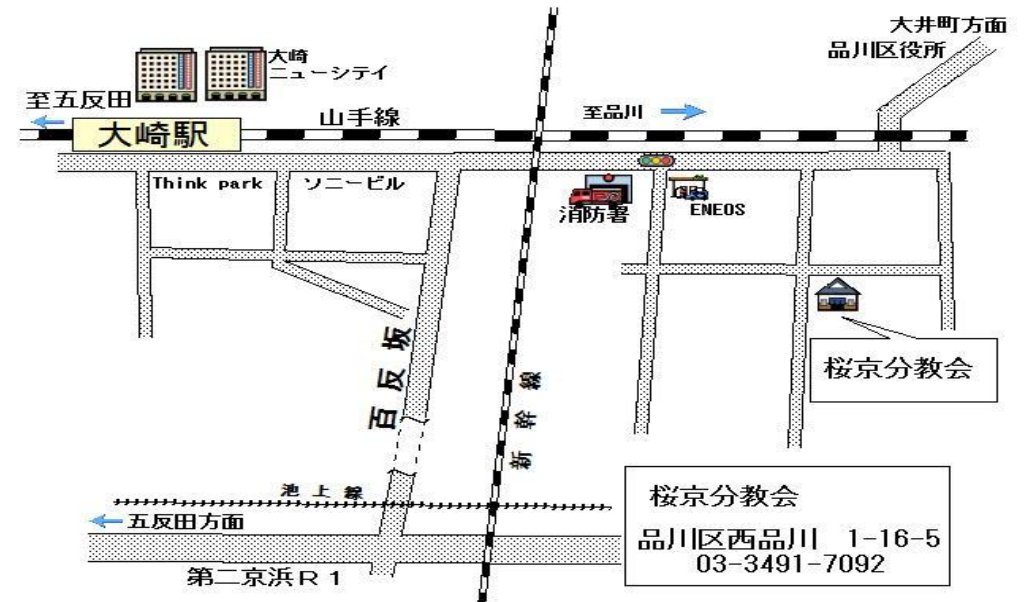 大井町方面
品川区役所
大崎
ニューシテイ
至五反田
山手線
至品川
大崎駅
Think park
ソニービル
消防署
ENEOS
百反坂
新幹線
桜京分教会
池上線
五反田方面
第二京浜R1
桜京分教会
品川区西品川 1-16-5
03-3491-7092